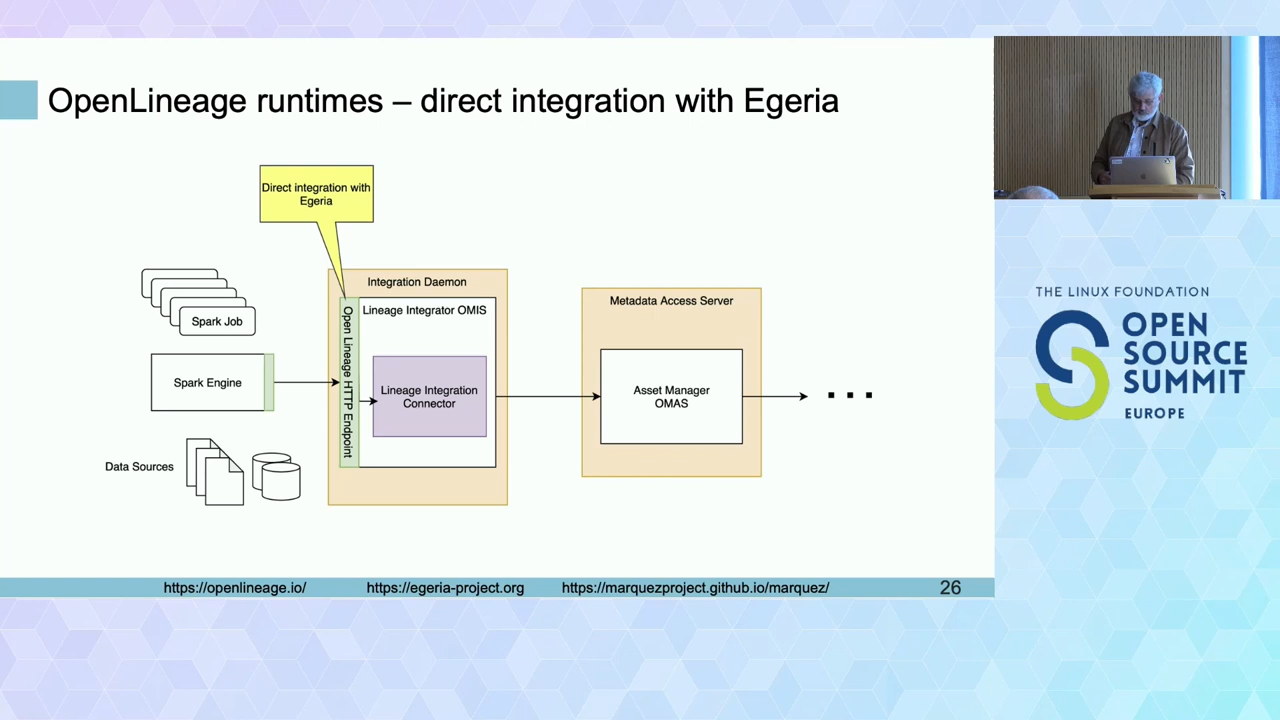 OpenLineage runtimes – direct integration with Egeria
Direct integration with
Egeria
Spark Job
Spark Engine
Data Sources
Integration Daemon
Lineage Integrator OMIS
Open Lineage HTTP Endpoint
Lineage Integration
Connector
Metadata Access Server
Asset Manager
OMAS
. . .
https://openlineage.io/
https://egeria-project.org
https://marquezproject.github.io/marquez/
26
THE LINUX FOUNDATION
OPEN
SOURCE
SUMMIT
EUROPE